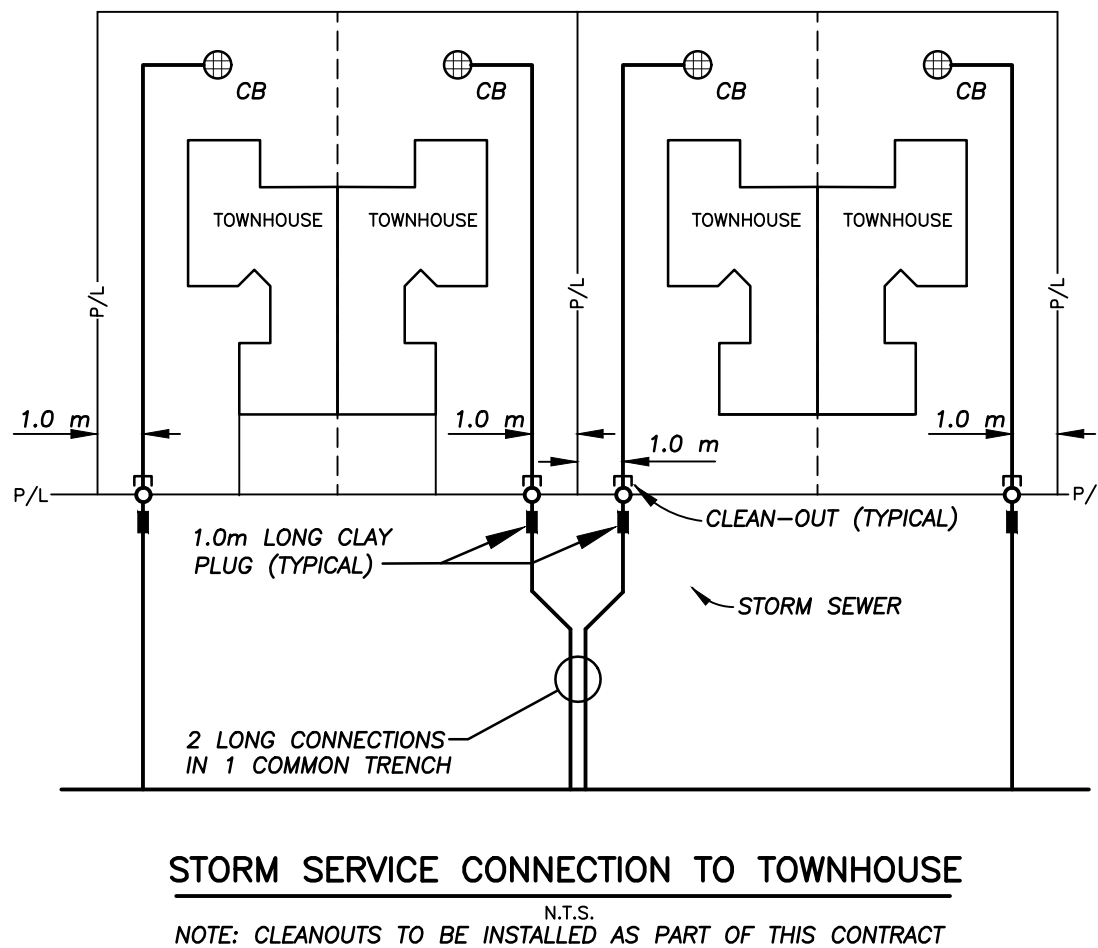 CB
CB
CB
CB
TOWNHOUSE
TOWNHOUSE
TOWNHOUSE
TOWNHOUSE
P/L
P/L
P/L
1.0 m
1.0 m
1.0 m
1.0 m
P/L
P/
1.0m LONG CLAY
PLUG (TYPICAL)
CLEAN-OUT (TYPICAL)
STORM SEWER
2 LONG CONNECTIONS
IN 1 COMMON TRENCH
STORM SERVICE CONNECTION TO TOWNHOUSE
N.T.S.
NOTE: CLEANOUTS TO BE INSTALLED AS PART OF THIS CONTRACT